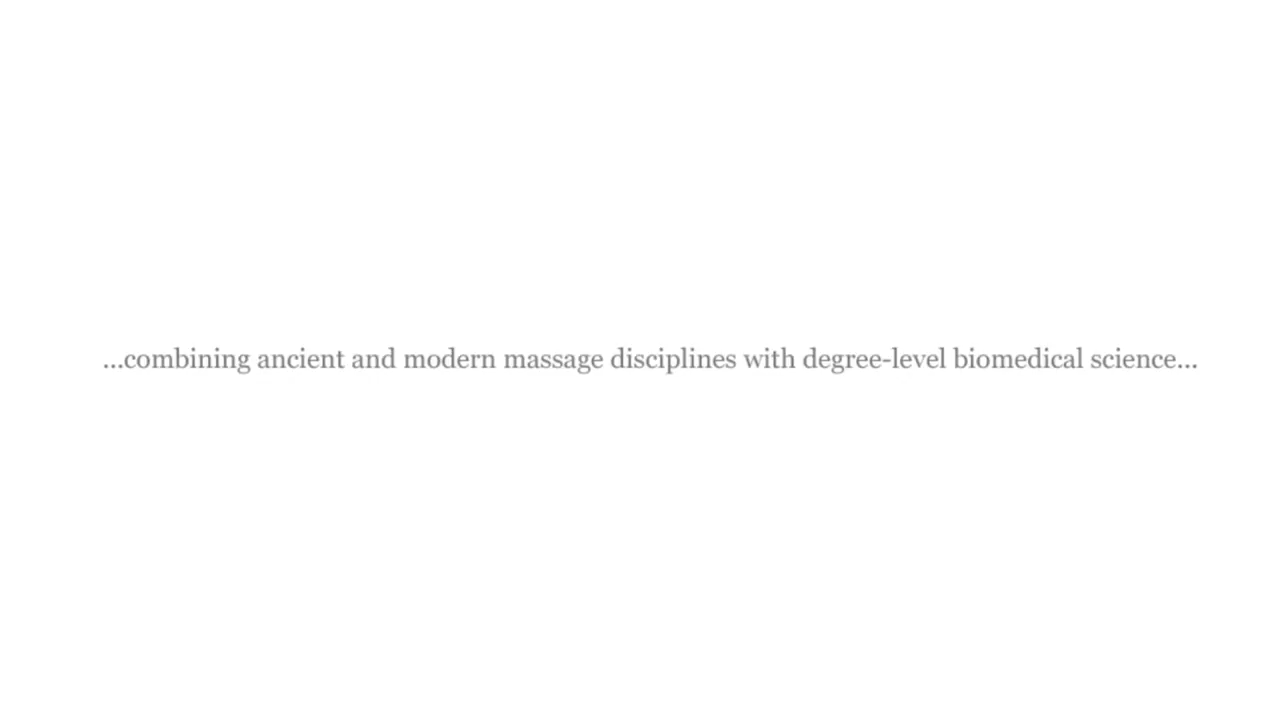 ...combining ancient and modern massage disciplines with degree-level biomedical science...